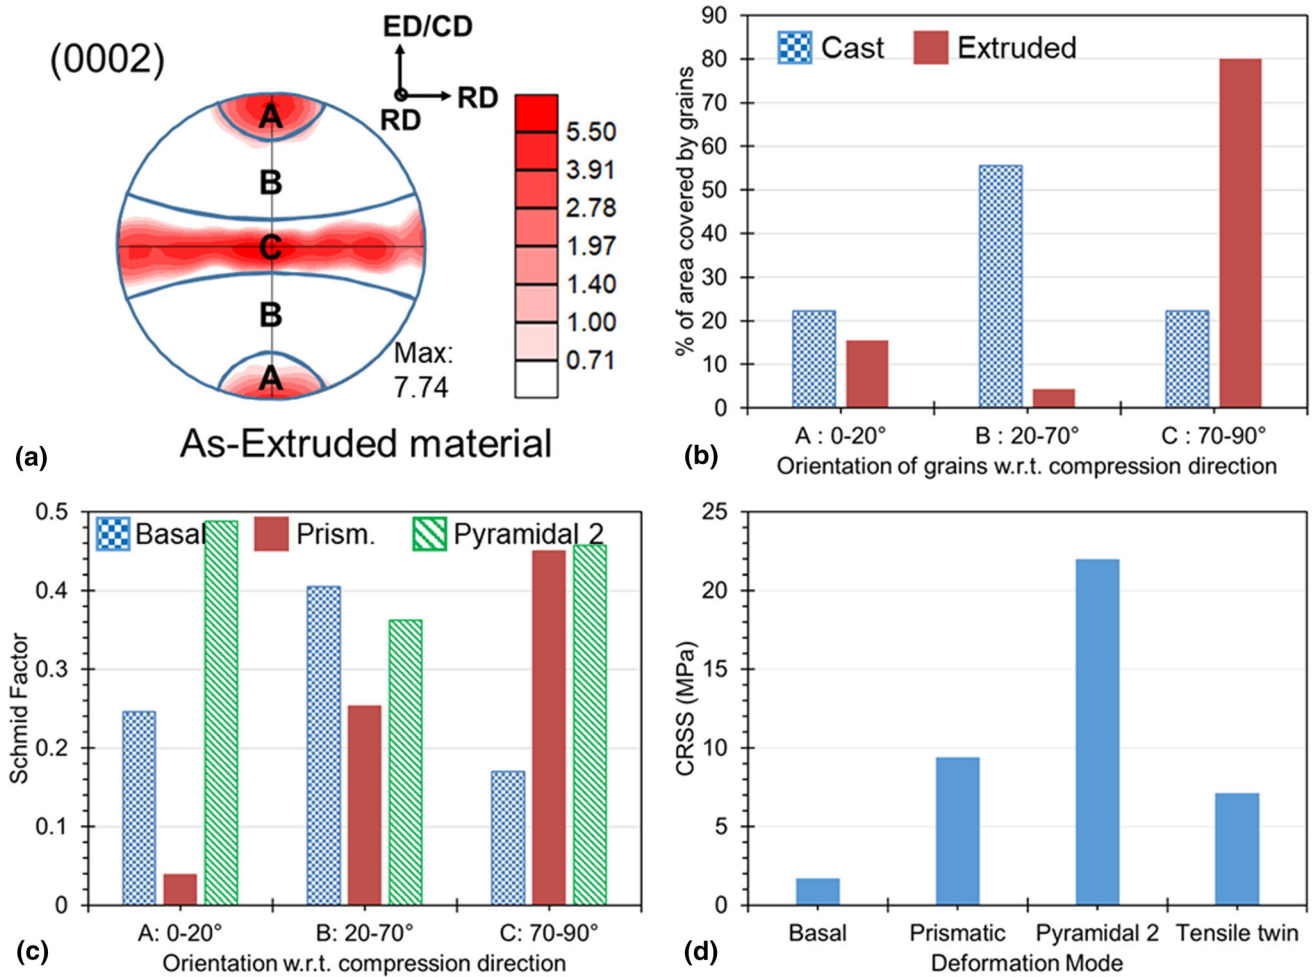 (0002)
ED/CD
RD
RD
A
B
C
B
A
5.50
3.91
2.78
1.97
1.40
1.00
0.71
Max:
7.74
(a)
As-Extruded material
90
80
70
60
50
40
30
20
10
0
% of area covered by grains
Cast
Extruded
A : 0-20°
B : 20-70°
C : 70-90°
(b)
Orientation of grains w.r.t. compression direction
0.5
0.4
0.3
0.2
0.1
0
Schmid Factor
Basal
Prism.
Pyramidal 2
A: 0-20°
B: 20-70°
C: 70-90°
(c)
Orientation w.r.t. compression direction
25
20
15
10
5
0
CRSS (MPa)
Basal
Prismatic
Pyramidal 2
Tensile twin
(d)
Deformation Mode